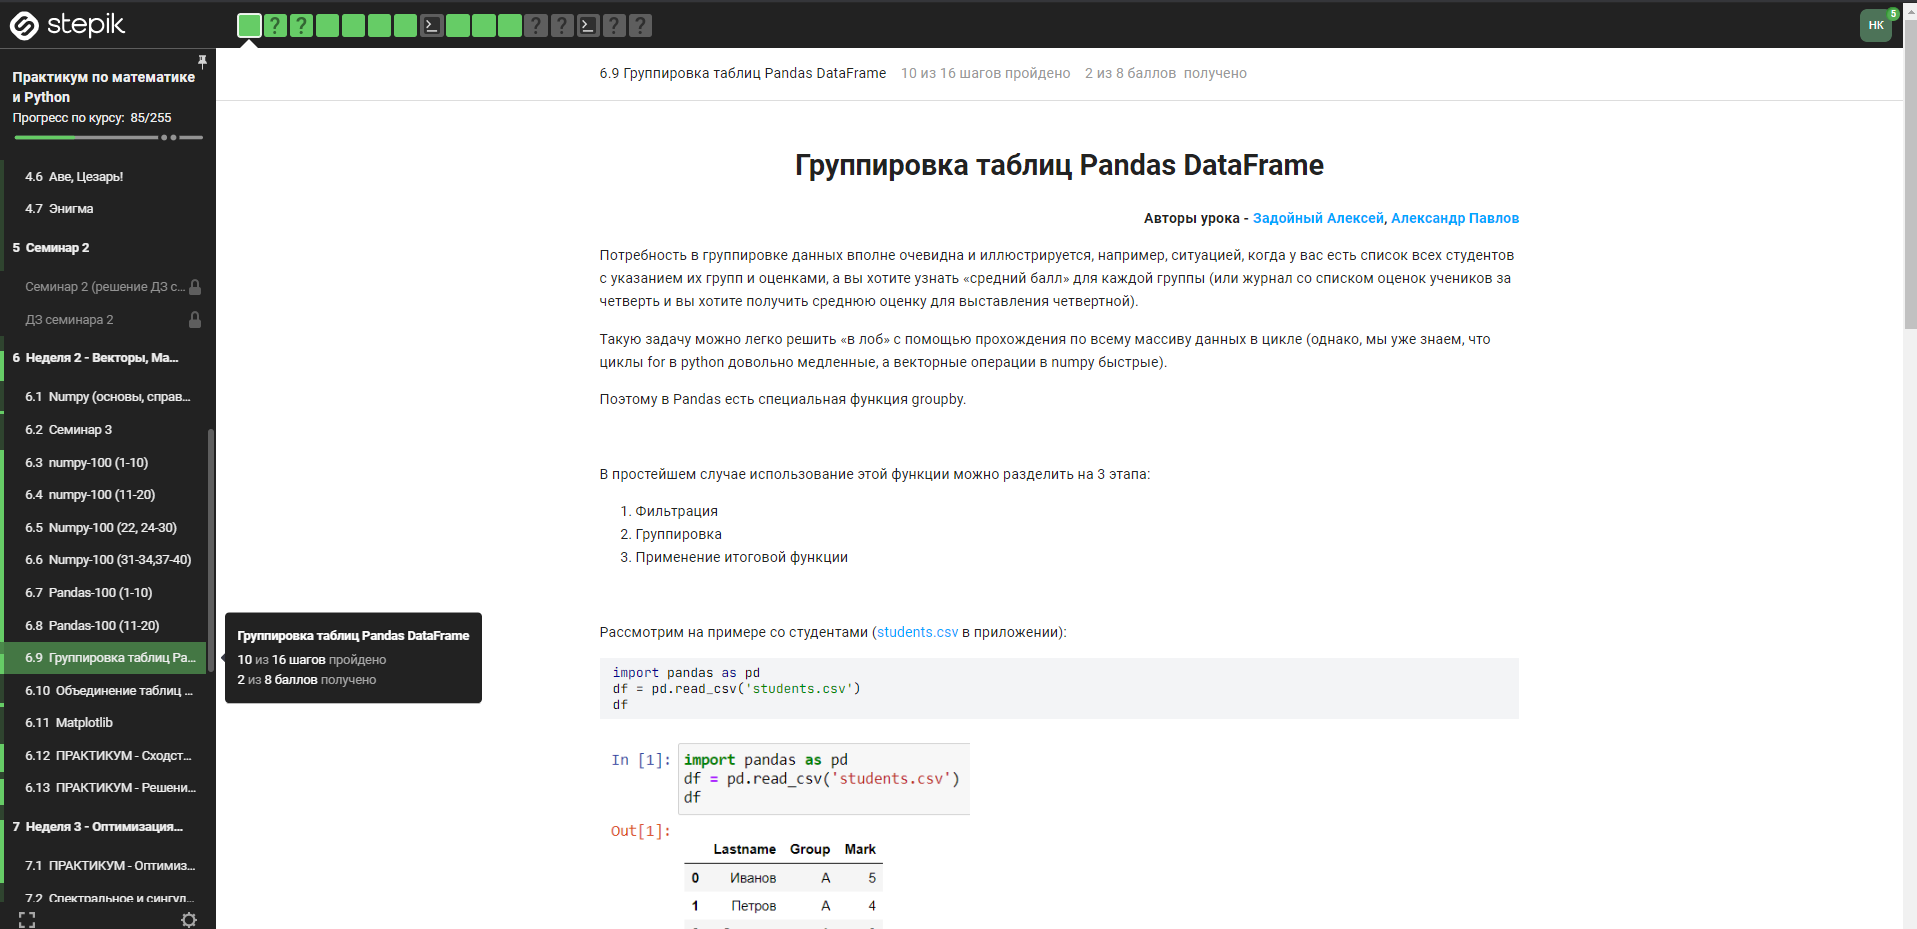 stepik
? ? ? ? ? ?
НК
5
Практикум по математике
и Python
Прогресс по курсу: 85/255
4.6 Аве, Цезарь!
4.7 Энигма
5 Семинар 2
Семинар 2 (решение ДЗ с...
ДЗ семинара 2
6 Неделя 2 - Векторы, Ма...
6.1 Numpy (основы, справ...
6.2 Семинар 3
6.3 numpy-100 (1-10)
6.4 numpy-100 (11-20)
6.5 Numpy-100 (22, 24-30)
6.6 Numpy-100 (31-34,37-40)
6.7 Pandas-100 (1-10)
6.8 Pandas-100 (11-20)
6.9 Группировка таблиц Pa...
6.10 Объединение таблиц ...
6.11 Matplotlib
6.12 ПРАКТИКУМ - Сходст...
6.13 ПРАКТИКУМ - Решени...
7 Неделя 3 - Оптимизация...
7.1 ПРАКТИКУМ - Оптимиз...
7.2 Спектральное и сингул...
Группировка таблиц Pandas DataFrame
10 из 16 шагов пройдено
2 из 8 баллов получено
6.9 Группировка таблиц Pandas DataFrame 10 из 16 шагов пройдено 2 из 8 баллов получено
Группировка таблиц Pandas DataFrame
Авторы урока - Задойный Алексей, Александр Павлов
Потребность в группировке данных вполне очевидна и иллюстрируется, например, ситуацией, когда у вас есть список всех студентов
с указанием их групп и оценками, а вы хотите узнать «средний балл» для каждой группы (или журнал со списком оценок учеников за
четверть и вы хотите получить среднюю оценку для выставления четвертной).
Такую задачу можно легко решить «в лоб» с помощью прохождения по всему массиву данных в цикле (однако, мы уже знаем, что
циклы for в python довольно медленные, а векторные операции в numpy быстрые).
Поэтому в Pandas есть специальная функция groupby.
В простейшем случае использование этой функции можно разделить на 3 этапа:
1. Фильтрация
2. Группировка
3. Применение итоговой функции
Рассмотрим на примере со студентами (students.csv в приложении):
import pandas as pd
df = pd.read_csv('students.csv')
df
In [1]: import pandas as pd
df = pd.read_csv('students.csv')
df
Out[1]:
Lastname Group Mark
0 Иванов A 5
1 Петров A 4